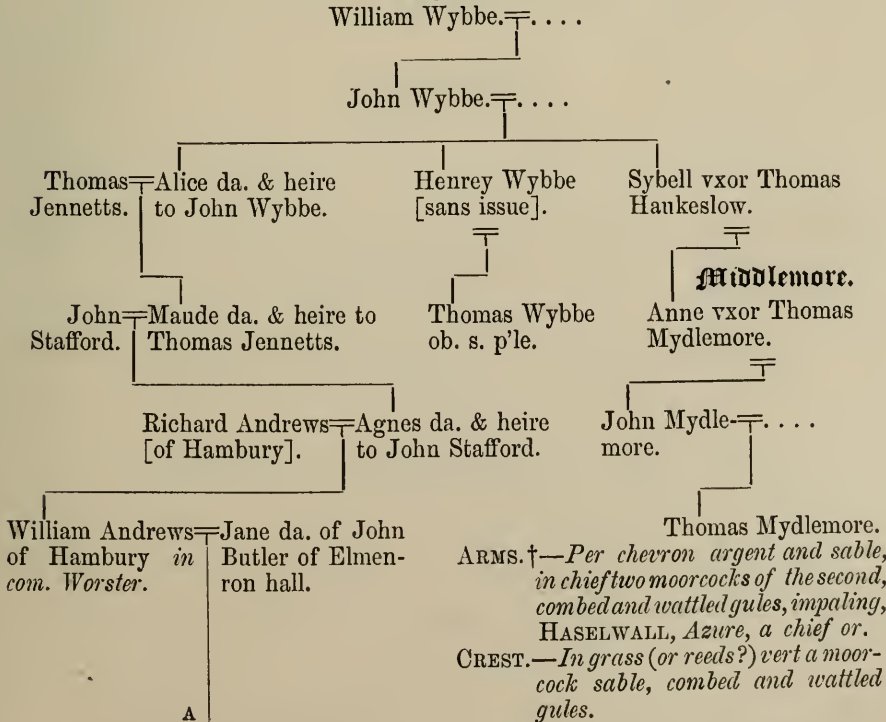 William Wybbe. . . . .
John Wybbe. . . . .
Thomas Alice da. & heire Henrey Wybbe Sybell vxor Thomas
Jennetts. to John Wybbe. [sans issue]. Haukeslow.
Middlemore.
John Maude da. & heire to Thomas Wybbe Anne vxor Thomas
Stafford. Thomas Jennetts. ob. s. p'le. Mydlemore.
Richard Andrews Agnes da. & heire John Mydle- . . . .
[of Hambury]. to John Stafford. more.
William Andrews Jane da. of John Thomas Mydlemore.
of Hambury in Butler of Elmen-
com. Worster. ron hall.
ARMS.†—Per chevron argent and sable,
in chief two moorcocks of the second,
combed and wattled gules, impaling,
HASELWALL, Azure, a chief or.
CREST.—In grass (or reeds?) vert a moor-
cock sable, combed and wattled
gules.
A